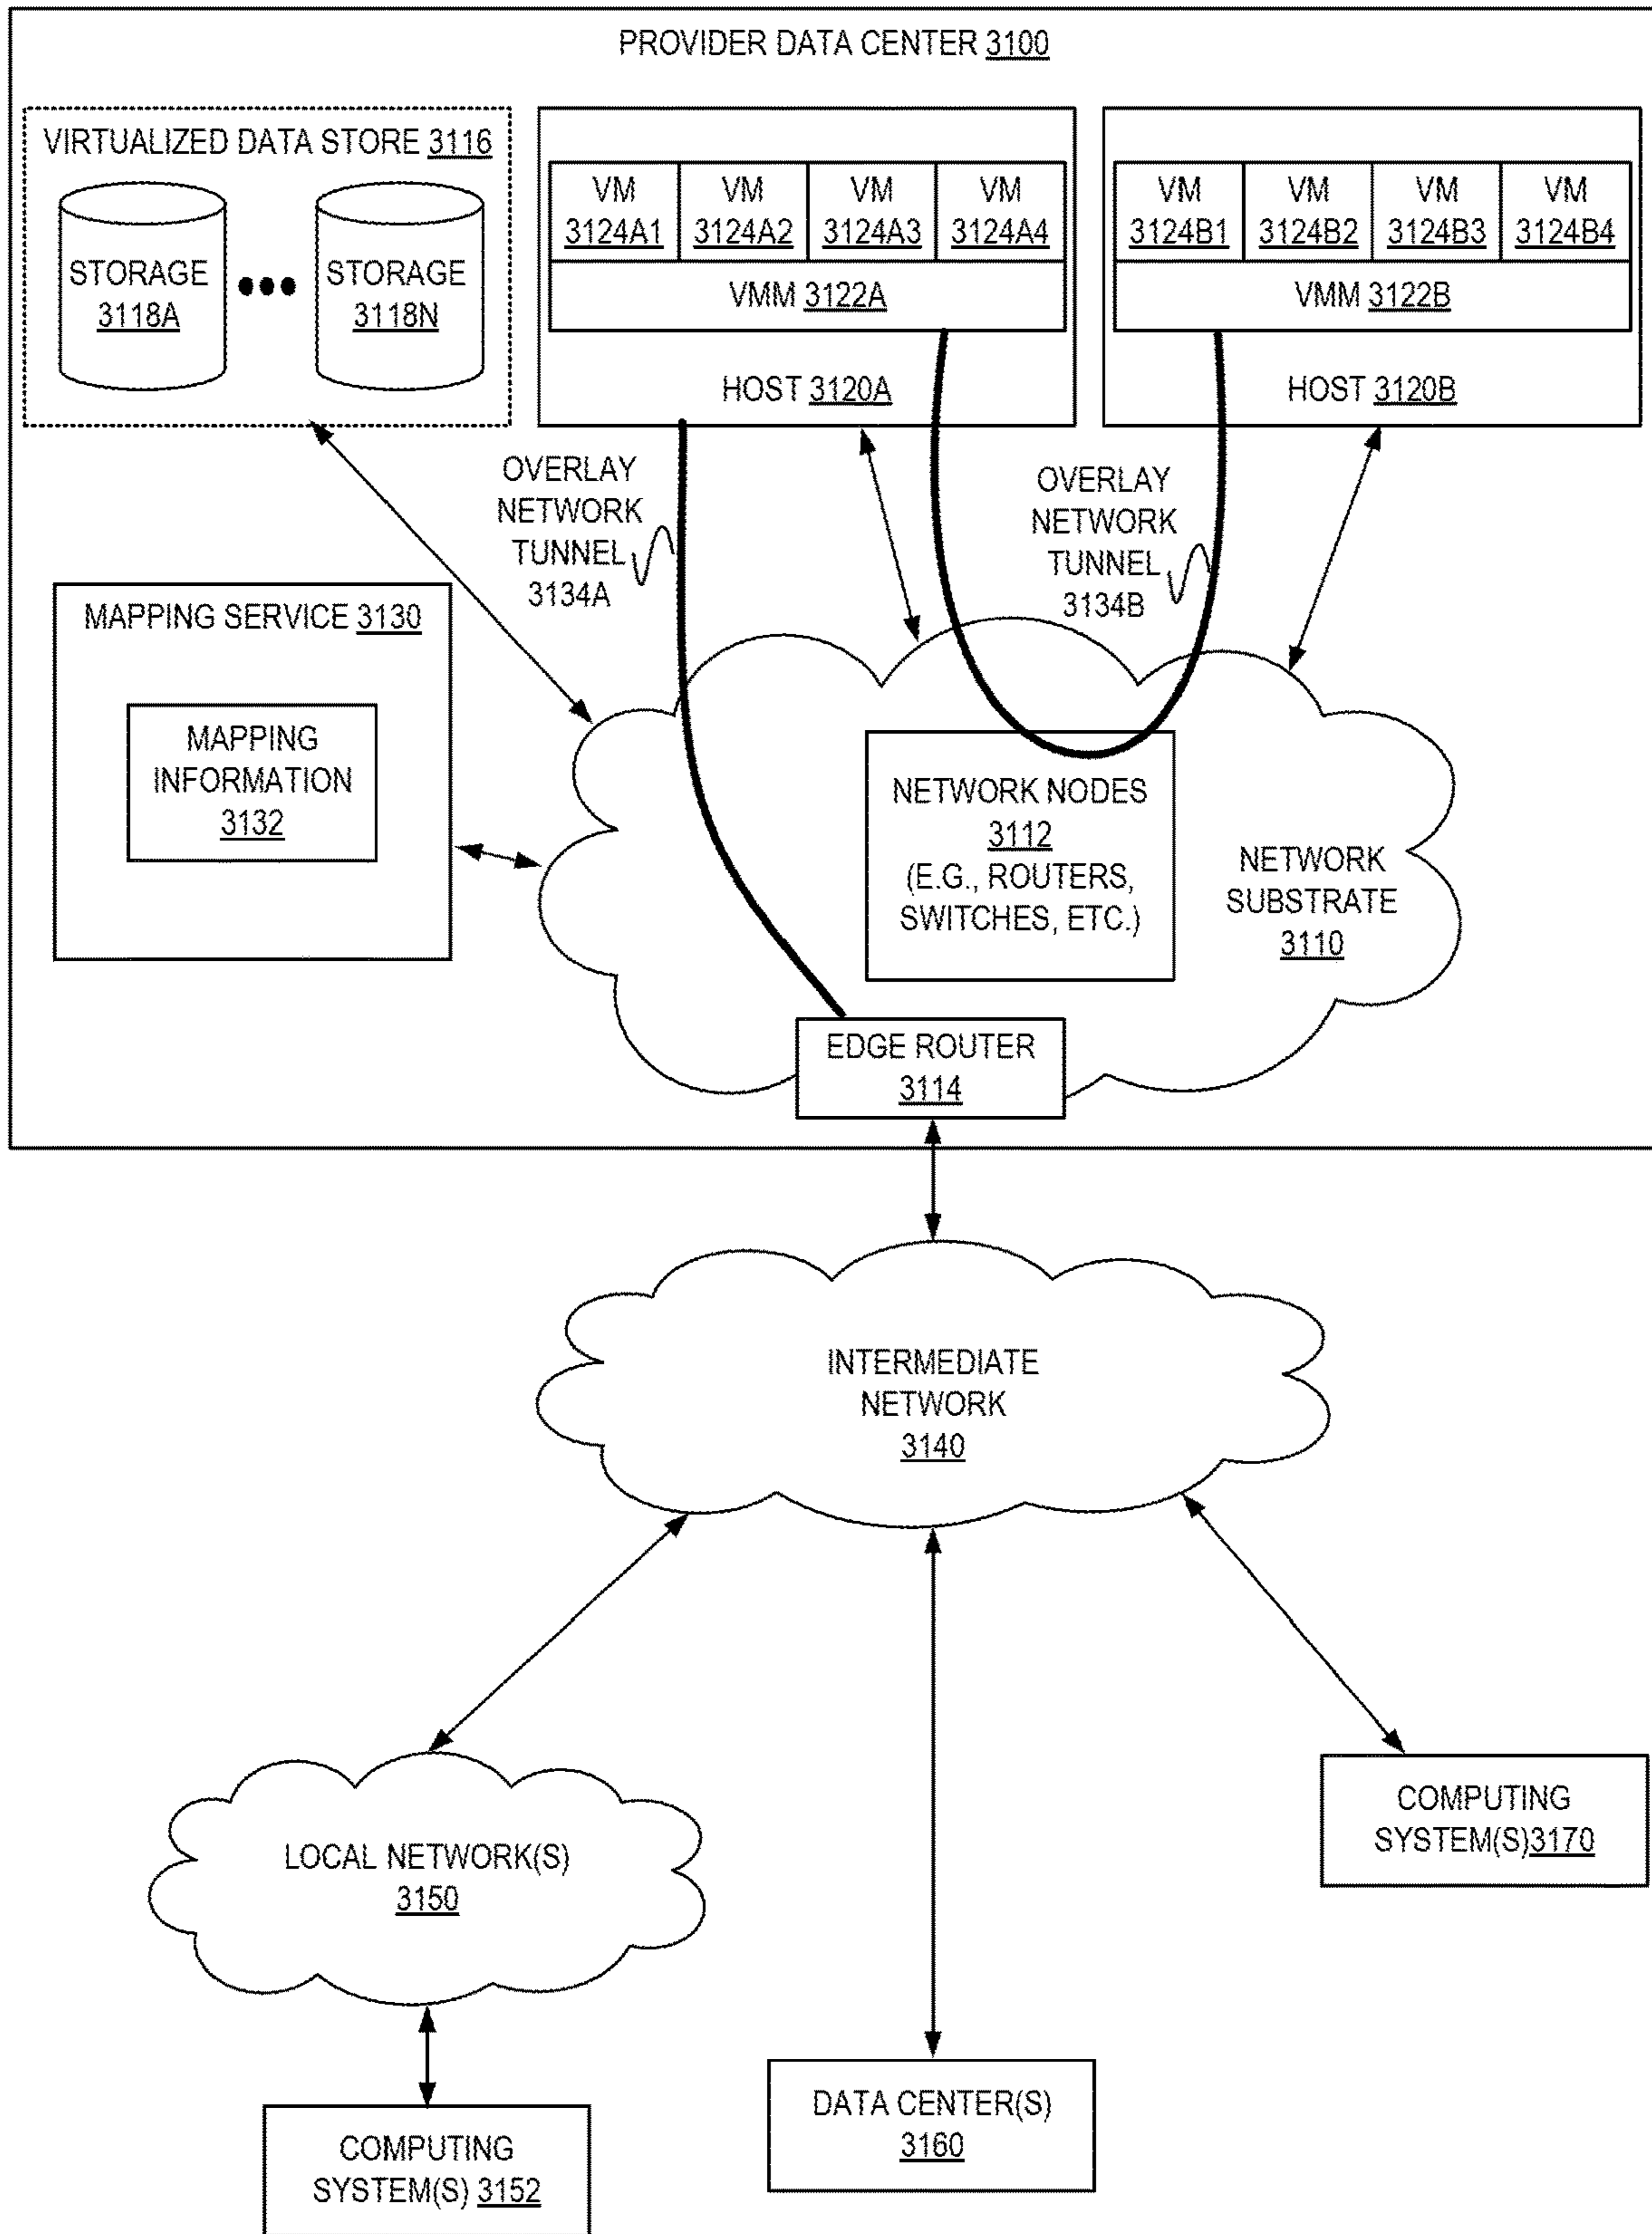 PROVIDER DATA CENTER 3100
VIRTUALIZED DATA STORE 3116
STORAGE
3118A
STORAGE
3118N
VM
3124A1
VM
3124A2
VM
3124A3
VM
3124A4
VMM 3122A
HOST 3120A
VM
3124B1
VM
3124B2
VM
3124B3
VM
3124B4
VMM 3122B
HOST 3120B
OVERLAY
NETWORK
TUNNEL
3134A
OVERLAY
NETWORK
TUNNEL
3134B
MAPPING SERVICE 3130
MAPPING
INFORMATION
3132
NETWORK NODES
3112
(E.G., ROUTERS,
SWITCHES, ETC.)
NETWORK
SUBSTRATE
3110
EDGE ROUTER
3114
INTERMEDIATE
NETWORK
3140
LOCAL NETWORK(S)
3150
COMPUTING
SYSTEM(S)3170
DATA CENTER(S)
3160
COMPUTING
SYSTEM(S) 3152